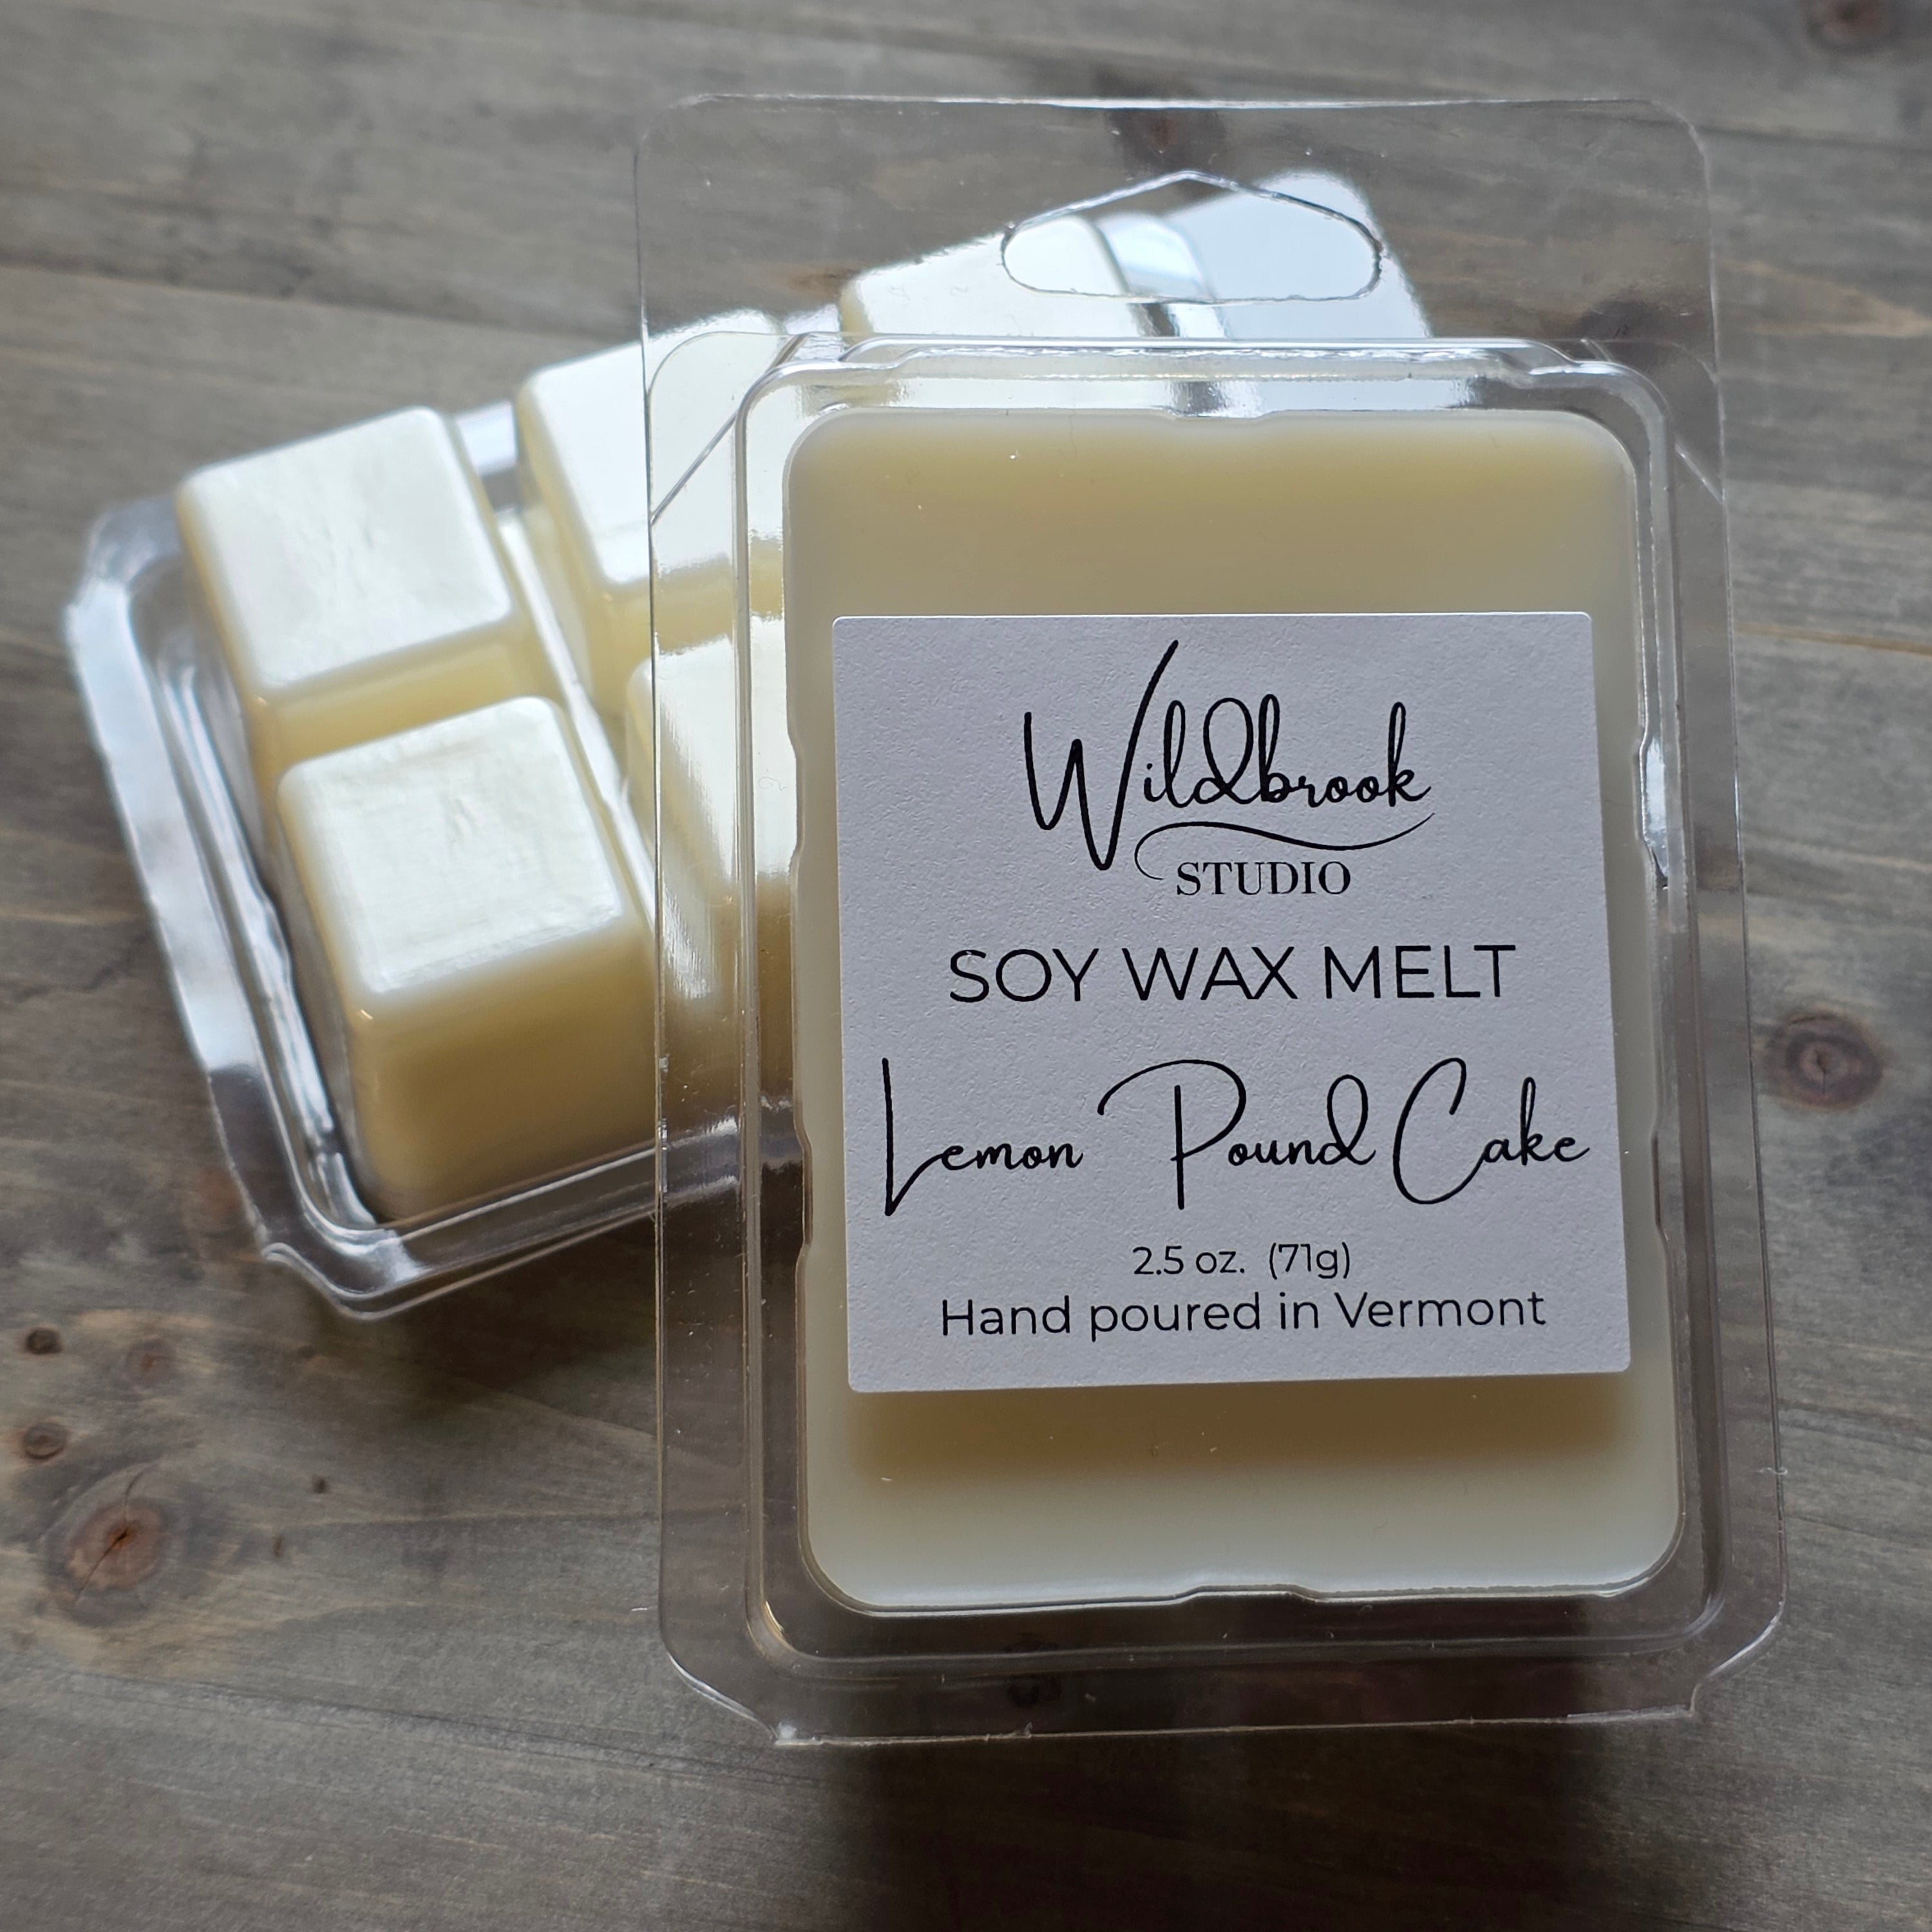 Wildbrook
STUDIO
SOY WAX MELT
Lemon Pound Cake
2.5 oz. (71g)
Hand poured in Vermont